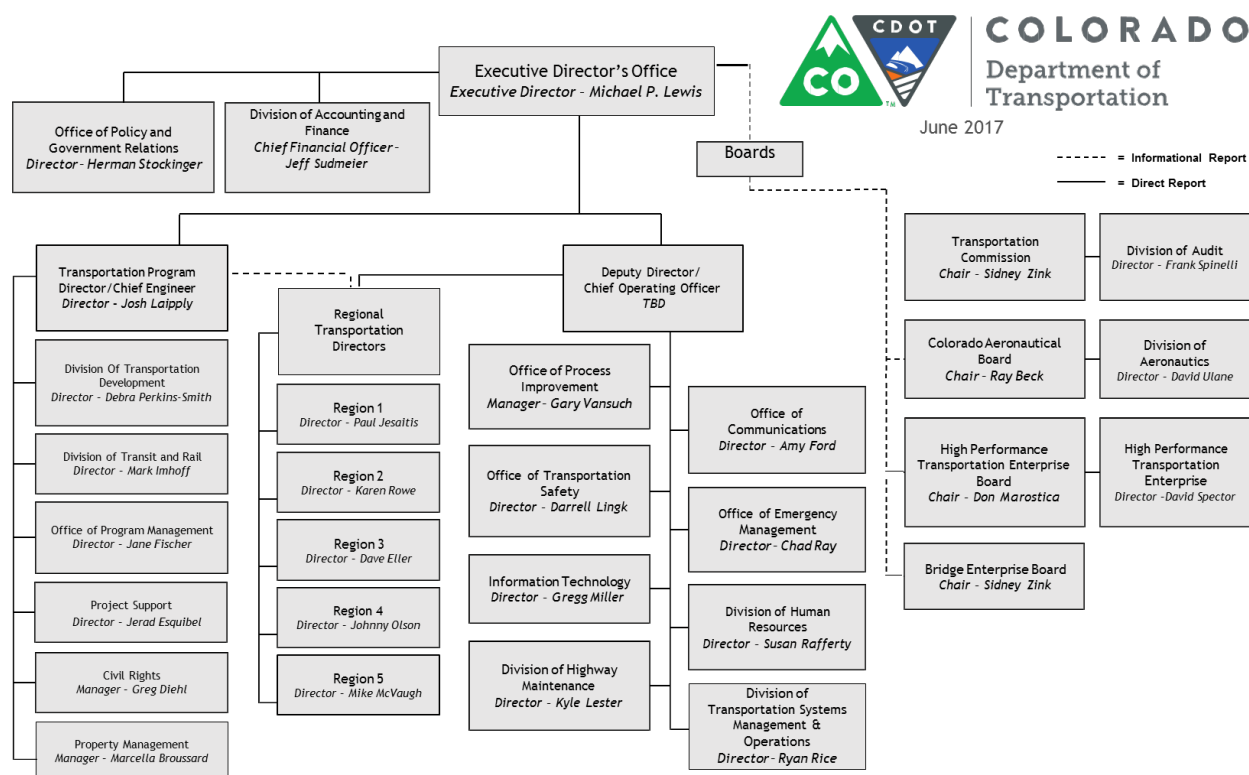 CO
TM
CDOT
COLORADO
Department of
Transportation
June 2017
---- = Informational Report
—— = Direct Report
Executive Director's Office
Executive Director – Michael P. Lewis
Office of Policy and
Government Relations
Director– Herman Stockinger
Division of Accounting and
Finance
Chief Financial Officer–
Jeff Sudmeier
Boards
Transportation Program
Director/Chief Engineer
Director - Josh Laipply
Division Of Transportation
Development
Director – Debra Perkins-Smith
Division of Transit and Rail
Director – Mark Imhoff
Office of Program Management
Director – Jane Fischer
Project Support
Director – Jerad Esquibel
Civil Rights
Manager – Greg Diehl
Property Management
Manager – Marcella Broussard
Regional
Transportation
Directors
Region 1
Director – Paul Jesaitis
Region 2
Director – Karen Rowe
Region 3
Director – Dave Eller
Region 4
Director – Johnny Olson
Region 5
Director – Mike McVaugh
Deputy Director/
Chief Operating Officer
TBD
Office of Process
Improvement
Manager– Gary Vansuch
Office of Transportation
Safety
Director – Darrell Lingk
Information Technology
Director – Gregg Miller
Division of Highway
Maintenance
Director – Kyle Lester
Office of
Communications
Director – Amy Ford
Office of Emergency
Management
Director– Chad Ray
Division of Human
Resources
Director – Susan Rafferty
Division of
Transportation Systems
Management &
Operations
Director– Ryan Rice
Transportation
Commission
Chair – Sidney Zink
Division of Audit
Director – Frank Spinelli
Colorado Aeronautical
Board
Chair – Ray Beck
Division of
Aeronautics
Director – David Ulane
High Performance
Transportation Enterprise
Board
Chair – Don Marostica
High Performance
Transportation
Enterprise
Director –David Spector
Bridge Enterprise Board
Chair – Sidney Zink